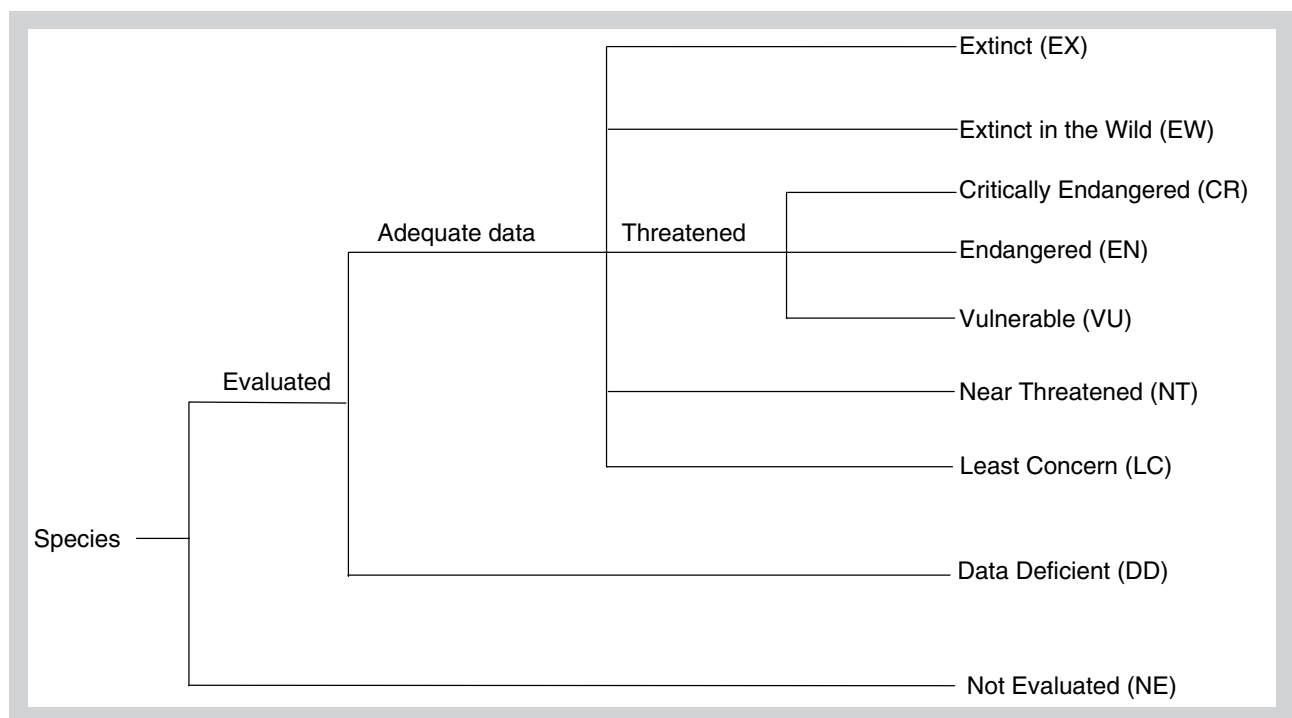 Extinct (EX)
Extinct in the Wild (EW)
Critically Endangered (CR)
Adequate data
Threatened
Endangered (EN)
Vulnerable (VU)
Evaluated
Near Threatened (NT)
Least Concern (LC)
Species
Data Deficient (DD)
Not Evaluated (NE)